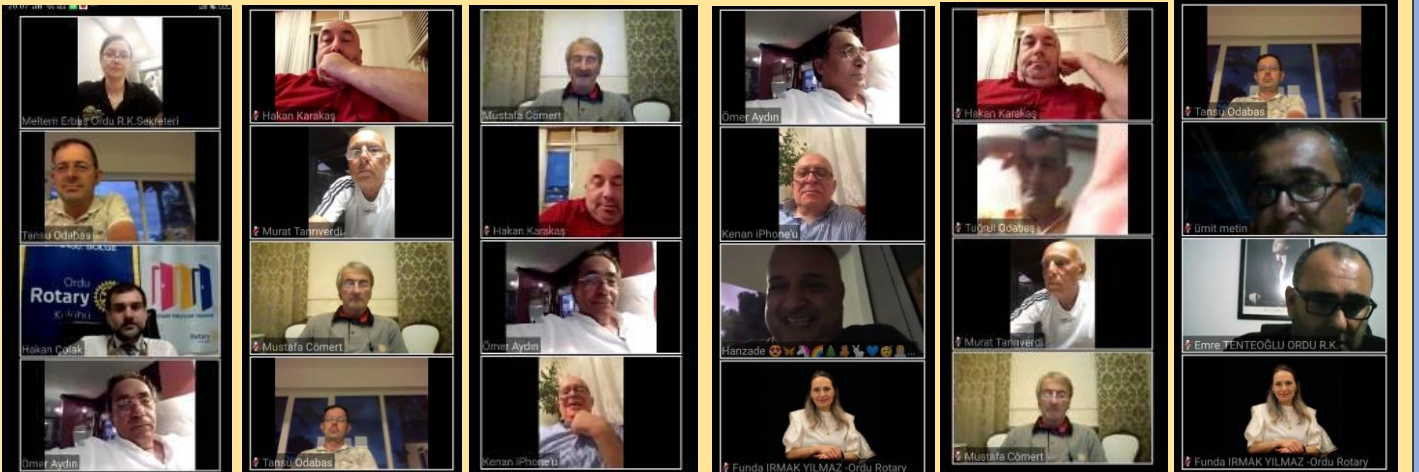 Meltem Erbaş Ordu R.K.Sekreteri
Tansu Odabaş
Ordu
Rotary
Kulübü
Rotary
Hakan Çolak
Ömer Aydın
Hakan Karakaş
Murat Tanrıverdi
Mustafa Cömert
Tansu Odabaş
Mustafa Cömert
Hakan Karakaş
Ömer Aydın
Kenan iPhone'u
Ömer Aydın
Kenan iPhone'u
Hanzade 😍🦋🦄🌈🎄🧸🐇💙🥳
Funda IRMAK YILMAZ -Ordu Rotary
Hakan Karakaş
Tuğrul Odabaş
Murat Tanrıverdi
Mustafa Cömert
Tansu Odabaş
ümit metin
Emre TENTEOĞLU ORDU R.K.
Funda IRMAK YILMAZ -Ordu Rotary